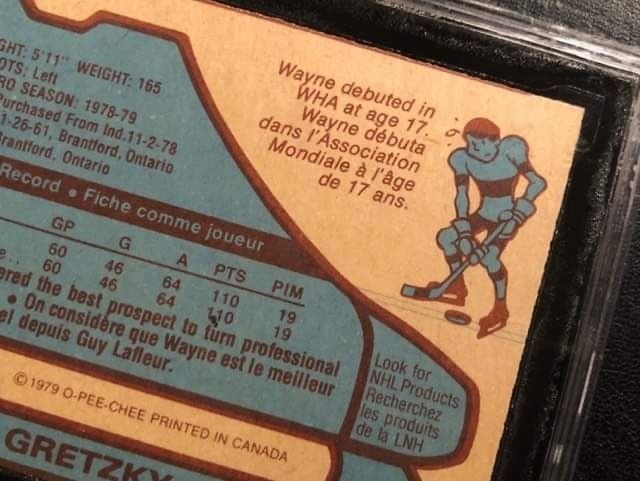 GHT: 5'11" WEIGHT: 165
OTS: Left
RO SEASON: 1978-79
Purchased From Ind.11-2-78
1-26-61, Brantford, Ontario
rantford, Ontario
Wayne debuted in
WHA at age 17.
Wayne débuta
dans l'Association
Mondiale à l'âge
de 17 ans.
Record • Fiche comme joueur
GP G A PTS PIM
60 46 64 110 19
60 46 64 110 19
ered the best prospect to turn professional
• On considère que Wayne est le meilleur
el depuis Guy Lafleur.
Look for
NHL Products
Recherchez
les produits
de la LNH
©1979 O-PEE-CHEE PRINTED IN CANADA
GRETZKY